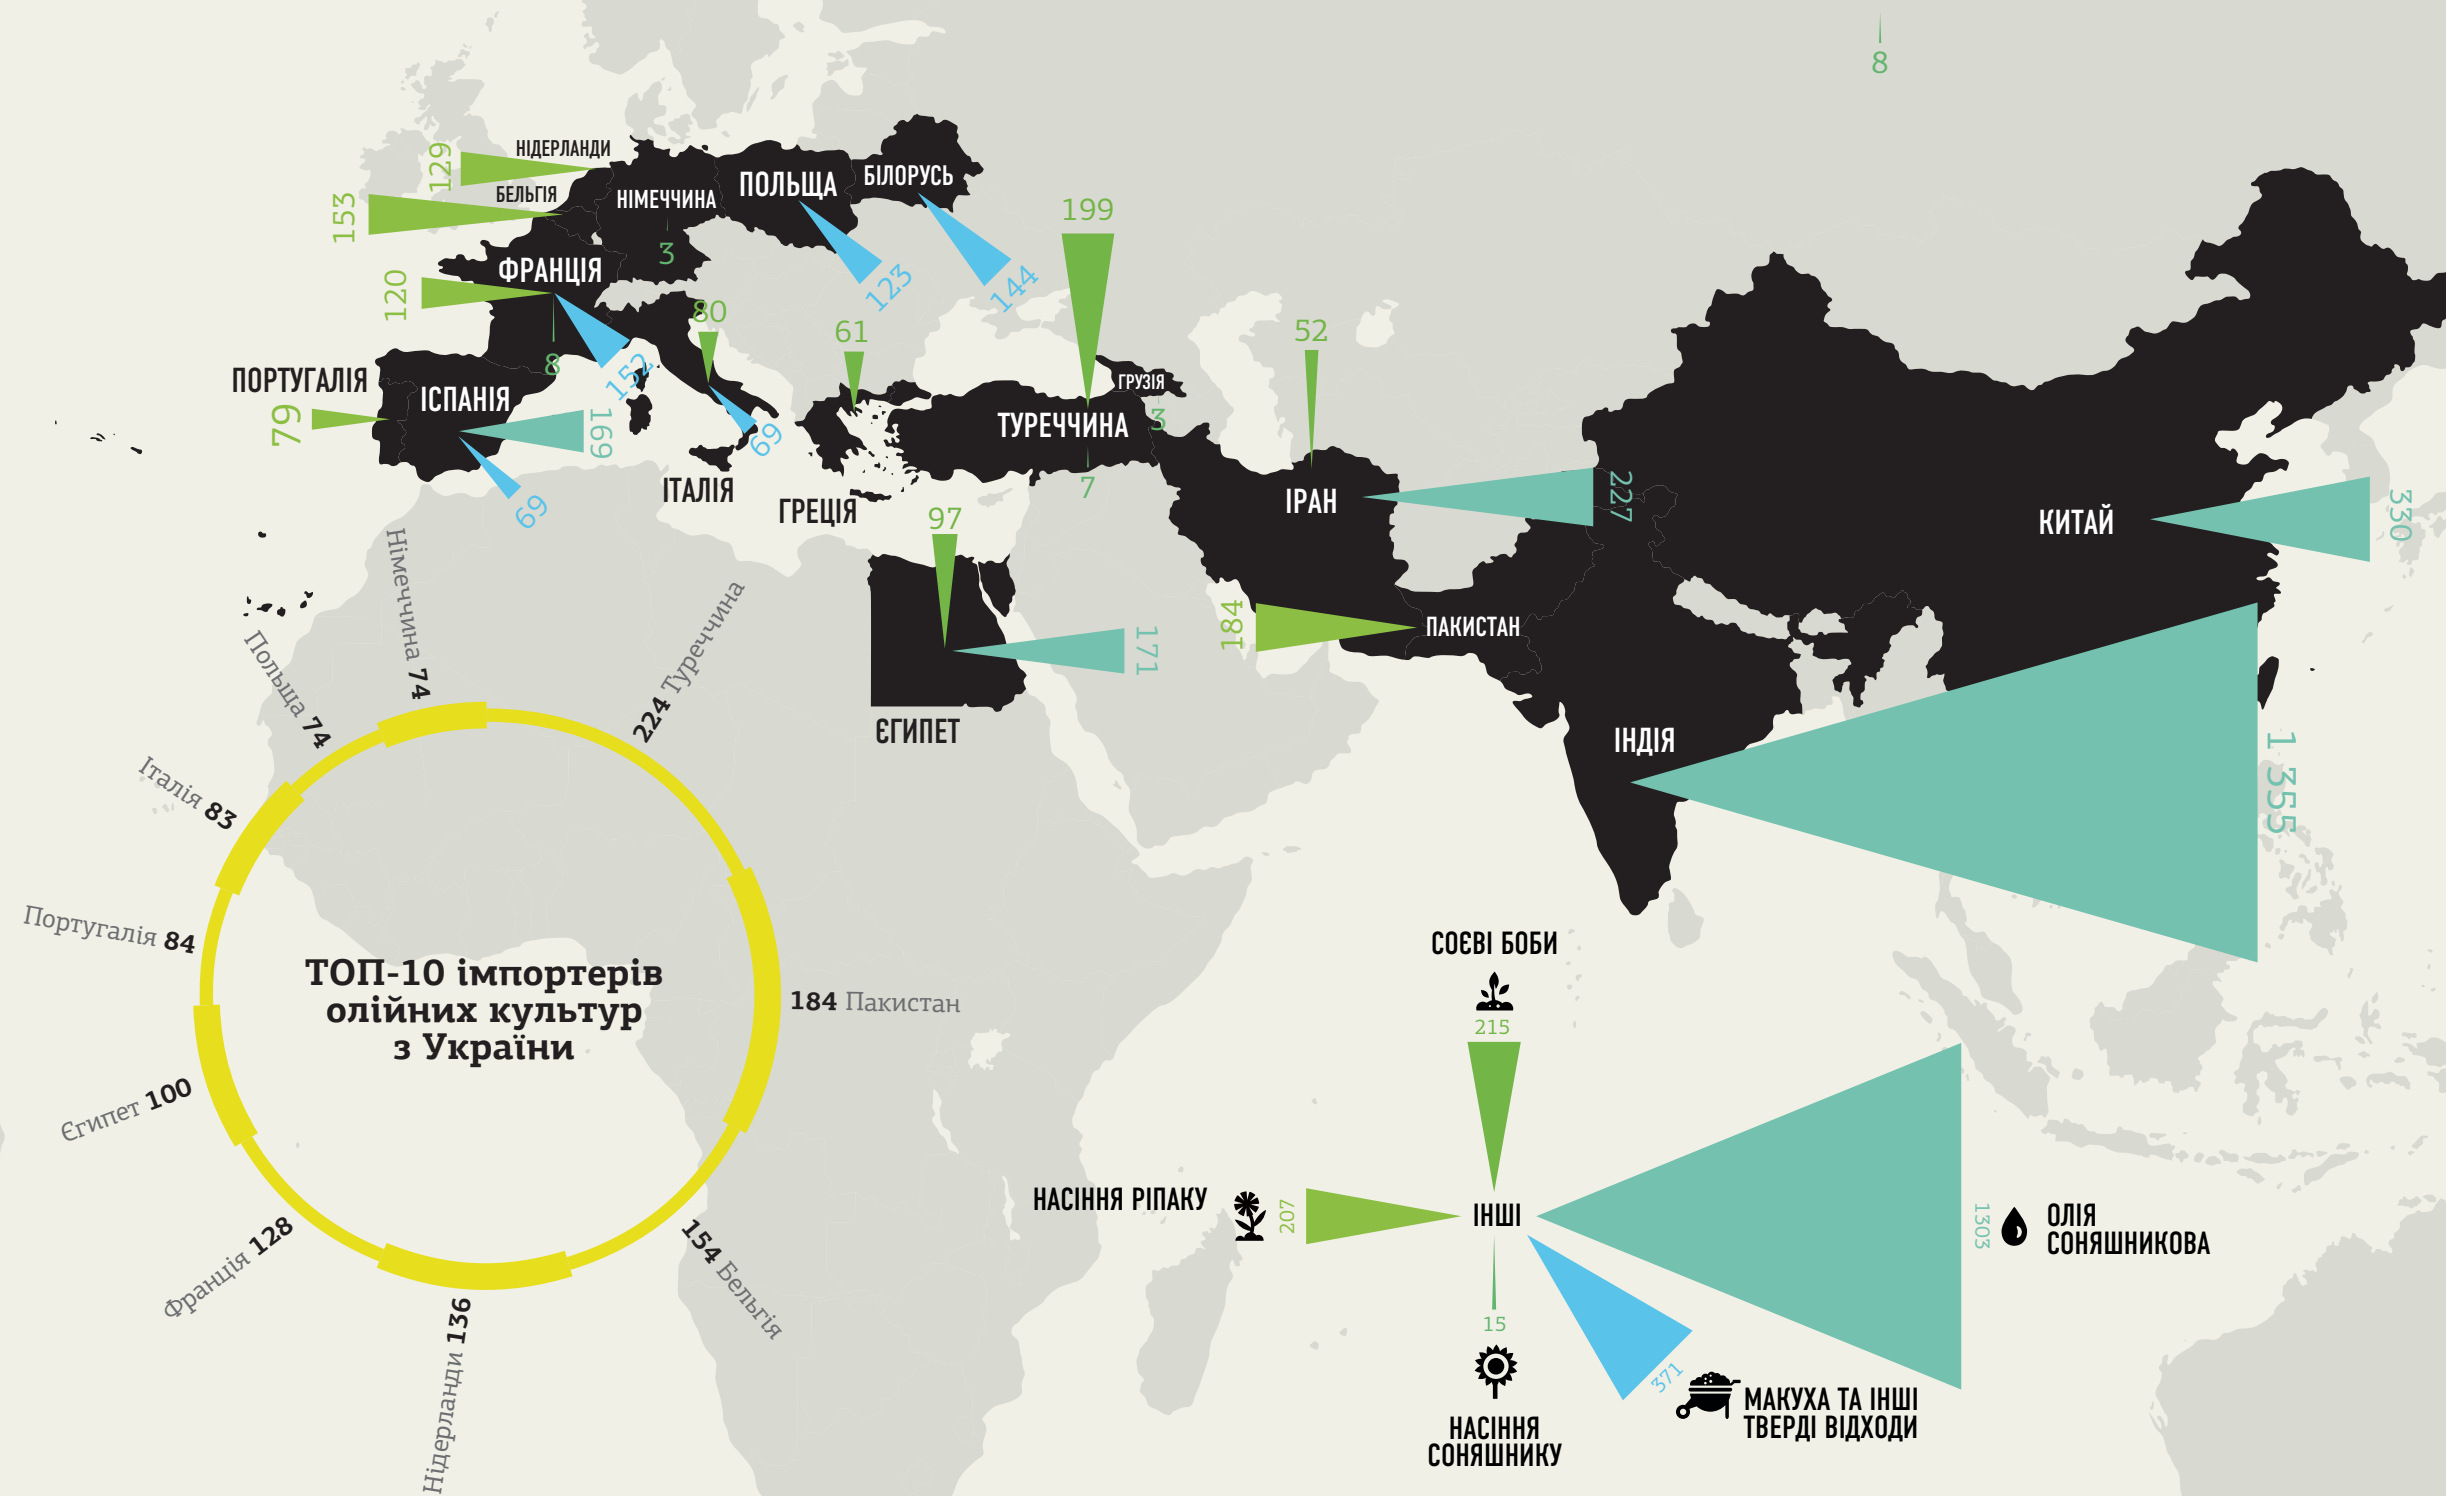 8
НІДЕРЛАНДИ
129
БЕЛЬГІЯ
153
НІМЕЧЧИНА
3
ПОЛЬЩА
123
БІЛОРУСЬ
144
ФРАНЦІЯ
120
8
152
199
ТУРЕЧЧИНА
7
ГРУЗІЯ
3
80
69
ІТАЛІЯ
61
ГРЕЦІЯ
52
ІРАН
227
ПОРТУГАЛІЯ
79
ІСПАНІЯ
169
69
97
171
ЄГИПЕТ
184
ПАКИСТАН
КИТАЙ
330
ІНДІЯ
1 355
ТОП-10 імпортерів
олійних культур
з України
224 Туреччина
184 Пакистан
154 Бельгія
Нідерланди 136
Франція 128
Єгипет 100
Португалія 84
Італія 83
Польща 74
Німеччина 74
СОЄВІ БОБИ
215
НАСІННЯ РІПАКУ
207
ІНШІ
1303
ОЛІЯ
СОНЯШНИКОВА
15
НАСІННЯ
СОНЯШНИКУ
371
МАКУХА ТА ІНШІ
ТВЕРДІ ВІДХОДИ